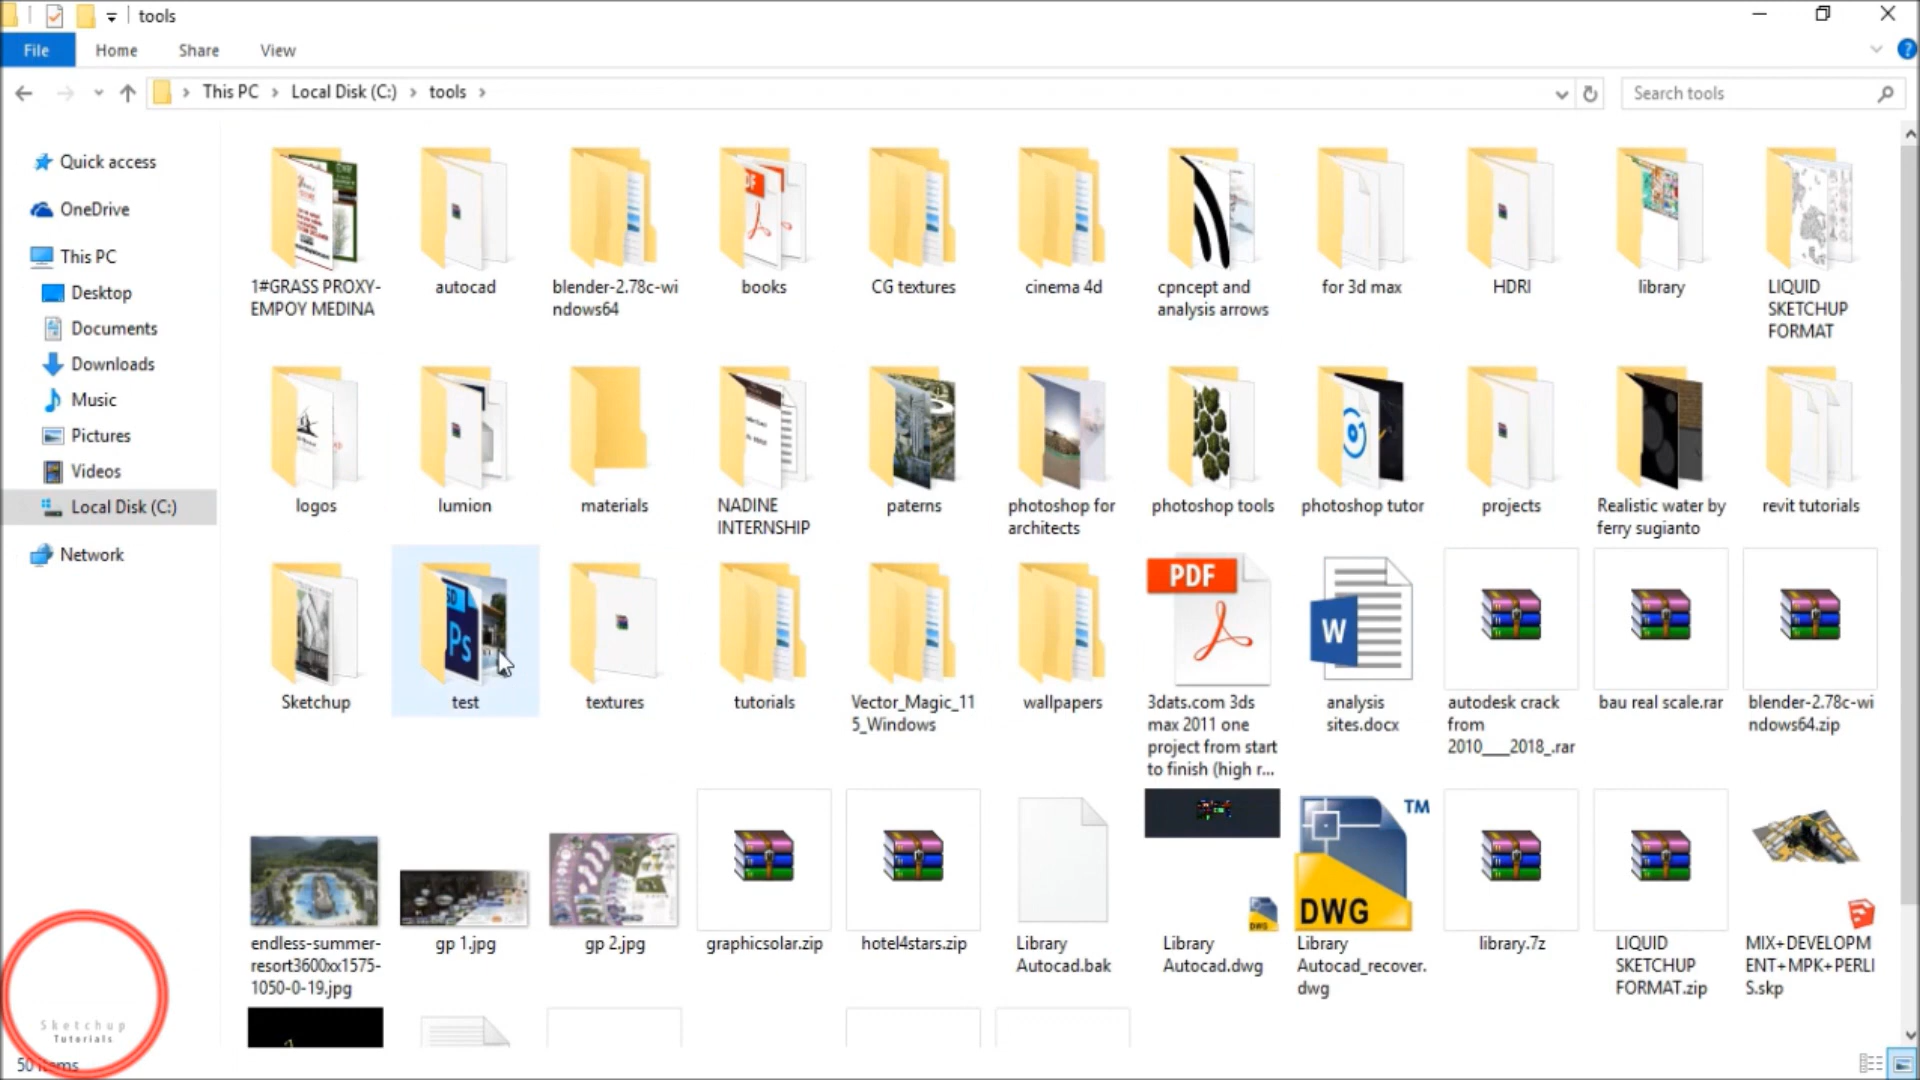 tools
File Home Share View
This PC Local Disk (C:) tools
Search tools
Quick access
OneDrive
This PC
Desktop
Documents
Downloads
Music
Pictures
Videos
Local Disk (C:)
Network
1#GRASS PROXY-
EMPOY MEDINA
autocad
blender-2.78c-wi
ndows64
books
CG textures
cinema 4d
cpncept and
analysis arrows
for 3d max
HDRI
library
LIQUID
SKETCHUP
FORMAT
logos
lumion
materials
NADINE
INTERNSHIP
paterns
photoshop for
architects
photoshop tools
photoshop tutor
projects
Realistic water by
ferry sugianto
revit tutorials
Sketchup
Ps
test
textures
tutorials
Vector_Magic_11
5_Windows
wallpapers
PDF
3dats.com 3ds
max 2011 one
project from start
to finish (high r...
W
analysis
sites.docx
autodesk crack
from
2010___2018_.rar
bau real scale.rar
blender-2.78c-wi
ndows64.zip
endless-summer-
resort3600xx1575-
1050-0-19.jpg
gp 1.jpg
gp 2.jpg
graphicsolar.zip
hotel4stars.zip
Library
Autocad.bak
Library
Autocad.dwg
TM
DWG
Library
Autocad_recover.
dwg
library.7z
LIQUID
SKETCHUP
FORMAT.zip
MIX+DEVELOPM
ENT+MPK+PERLI
S.skp
Sketchup
Tutorials
50 items